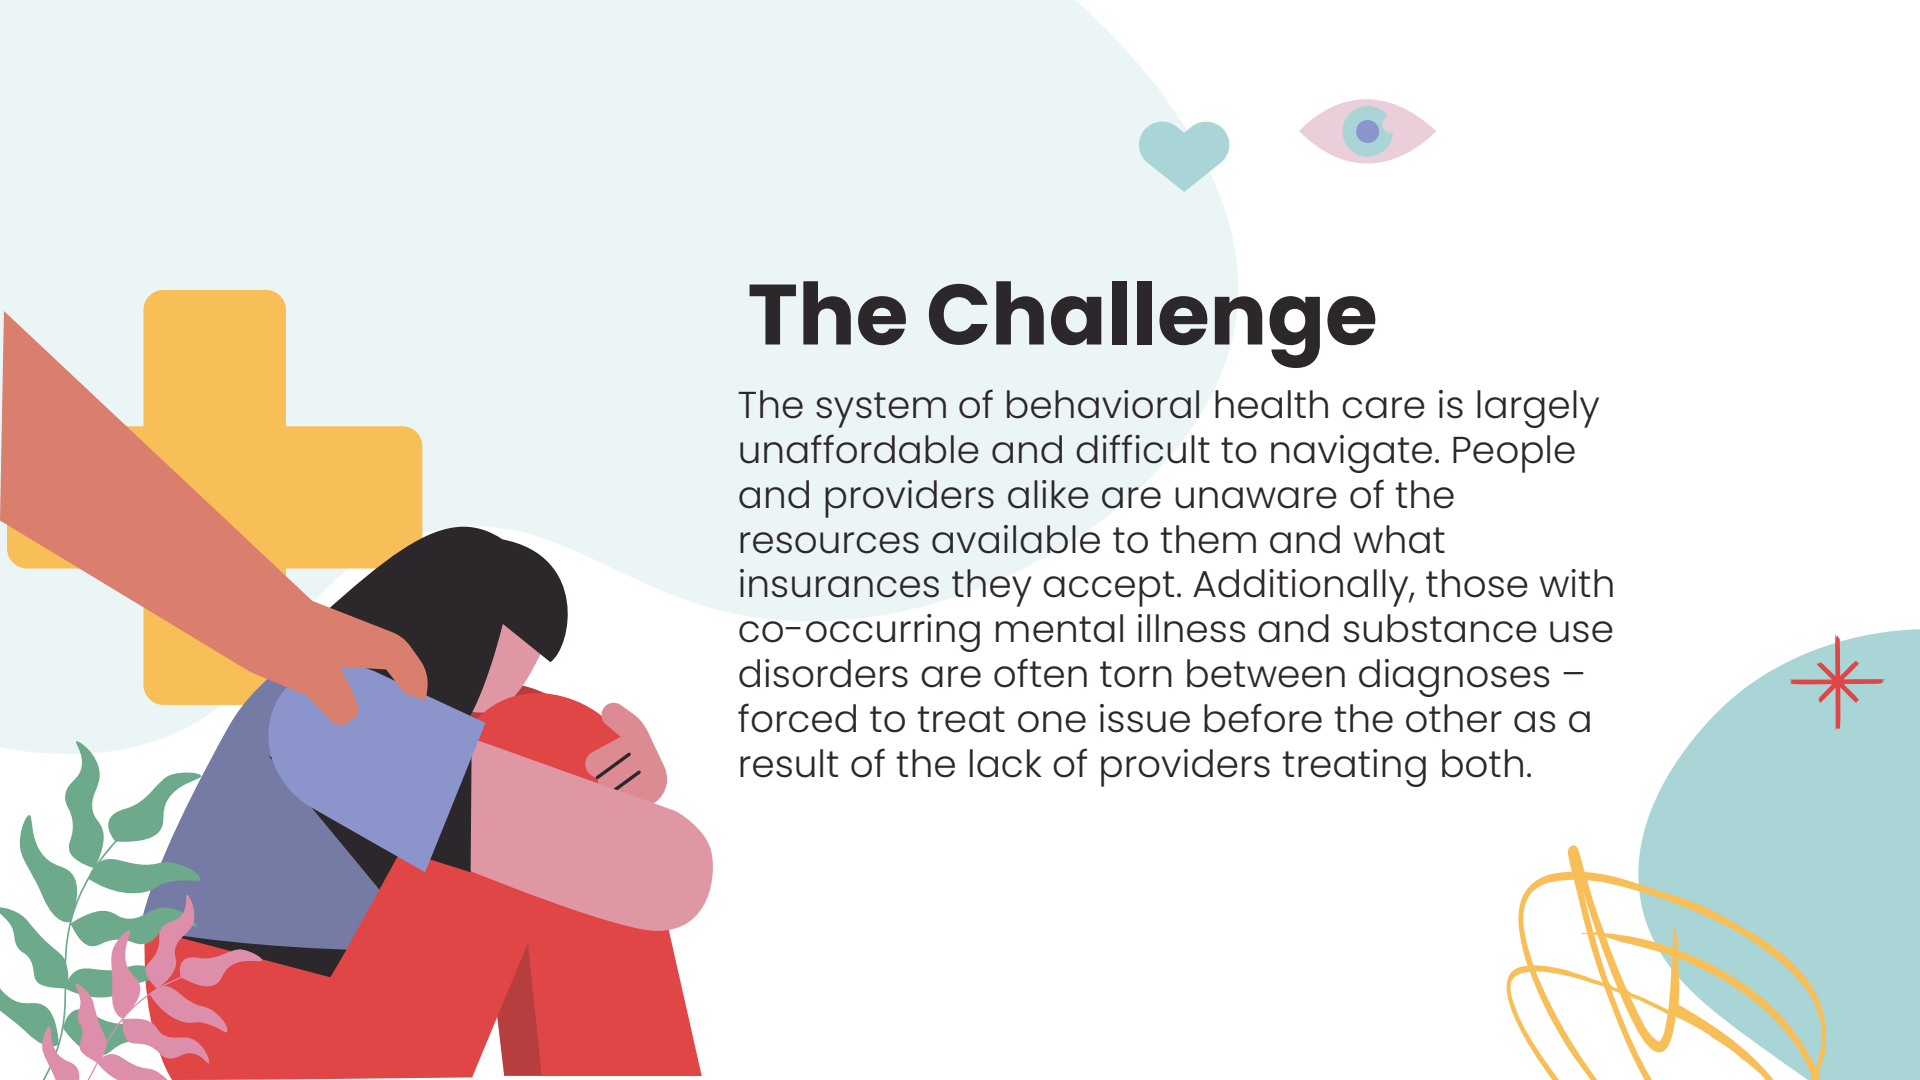 The Challenge
The system of behavioral health care is largely
unaffordable and difficult to navigate. People
and providers alike are unaware of the
resources available to them and what
insurances they accept. Additionally, those with
co-occurring mental illness and substance use
disorders are often torn between diagnoses –
forced to treat one issue before the other as a
result of the lack of providers treating both.